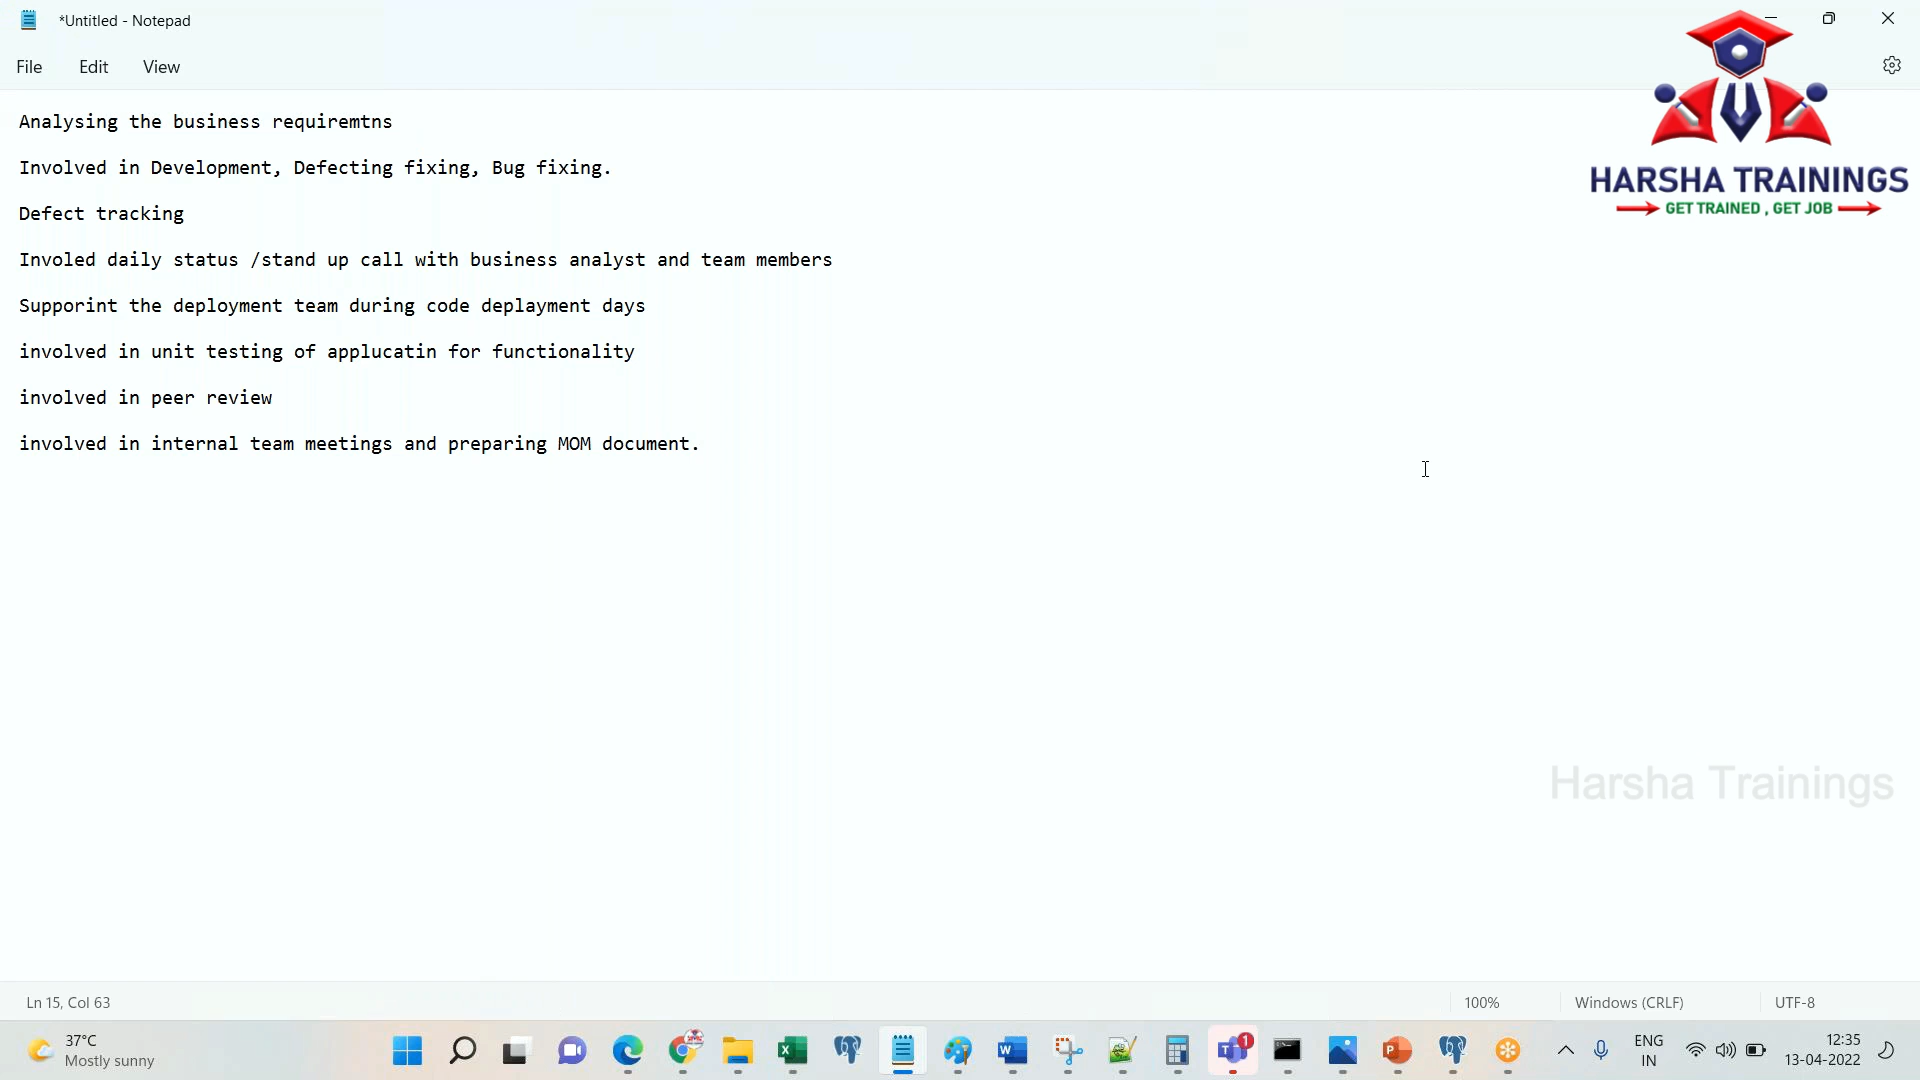 *Untitled - Notepad
File Edit View
Analysing the business requiremtns
Involved in Development, Defecting fixing, Bug fixing.
Defect tracking
Involed daily status /stand up call with business analyst and team members
Supporint the deployment team during code deplayment days
involved in unit testing of applucatin for functionality
involved in peer review
involved in internal team meetings and preparing MOM document.
HARSHA TRAININGS
GET TRAINED , GET JOB
Harsha Trainings
Ln 15, Col 63 100% Windows (CRLF) UTF-8
37°C
Mostly sunny
1
ENG
IN
12:35
13-04-2022